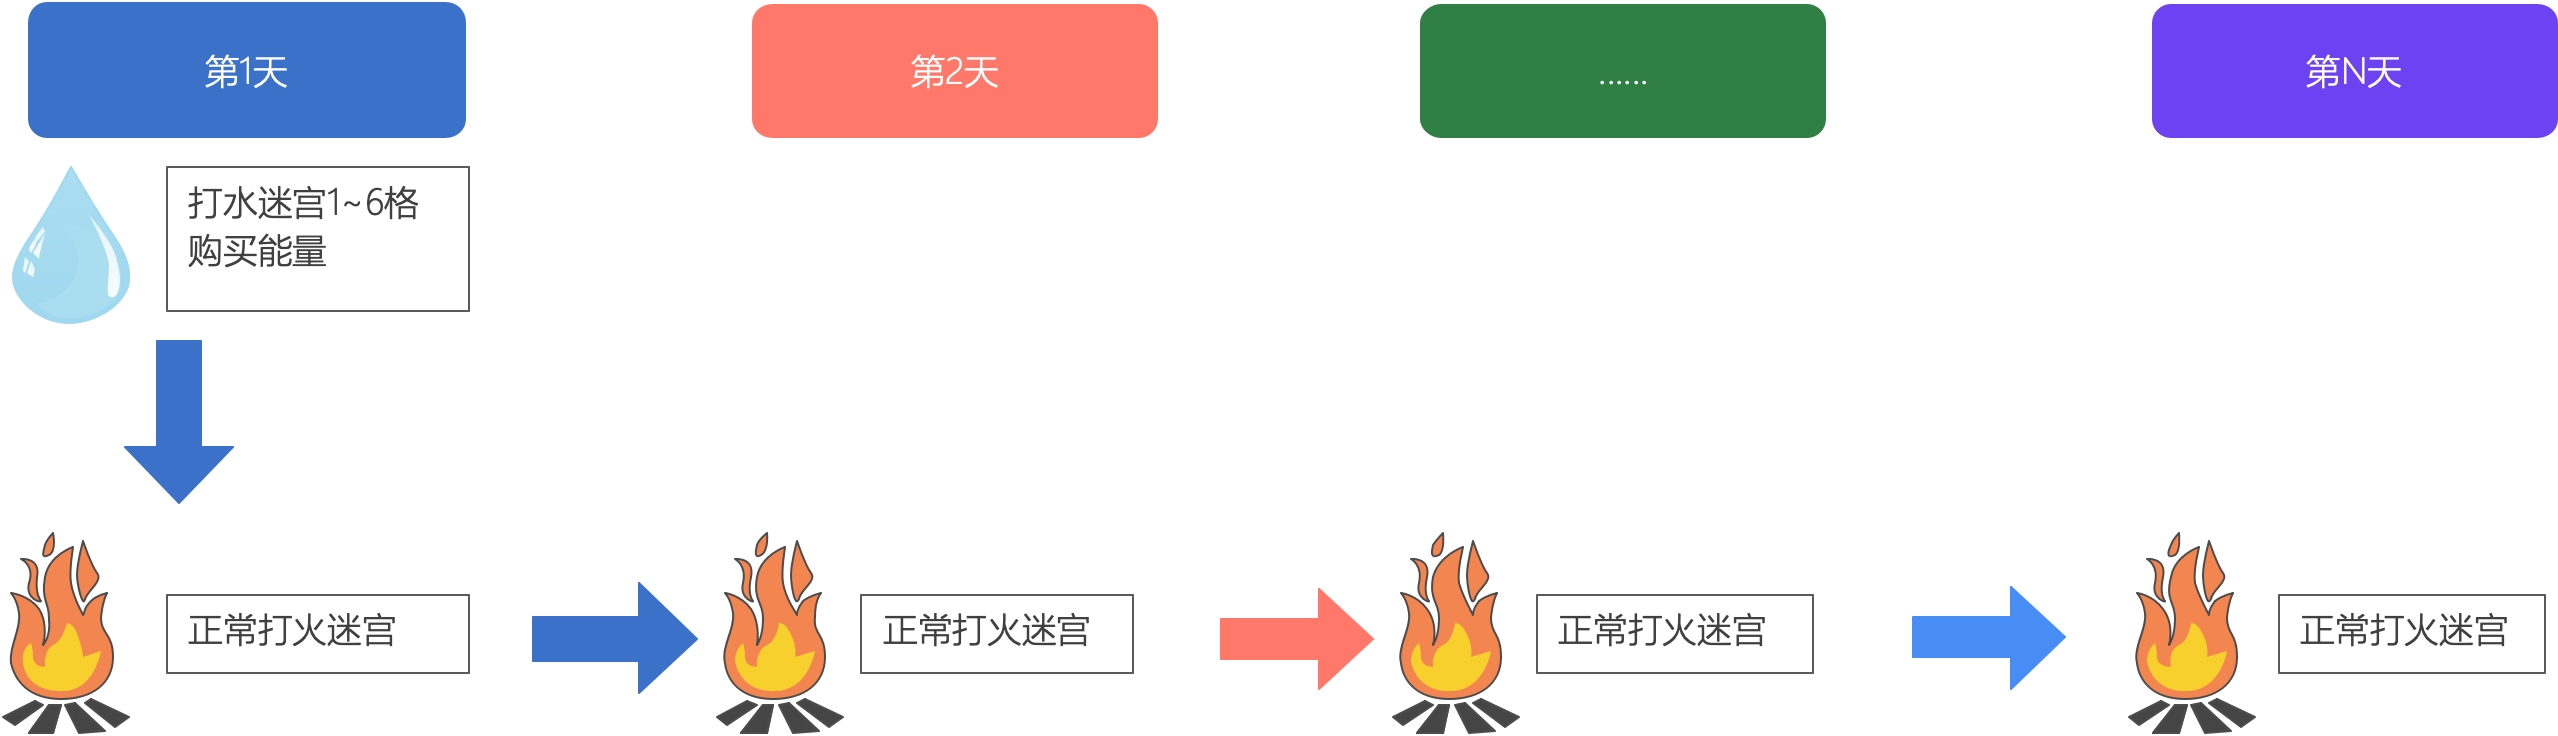 第1天
第2天
……
第N天
打水迷宫1~6格
购买能量
正常打火迷宫
正常打火迷宫
正常打火迷宫
正常打火迷宫